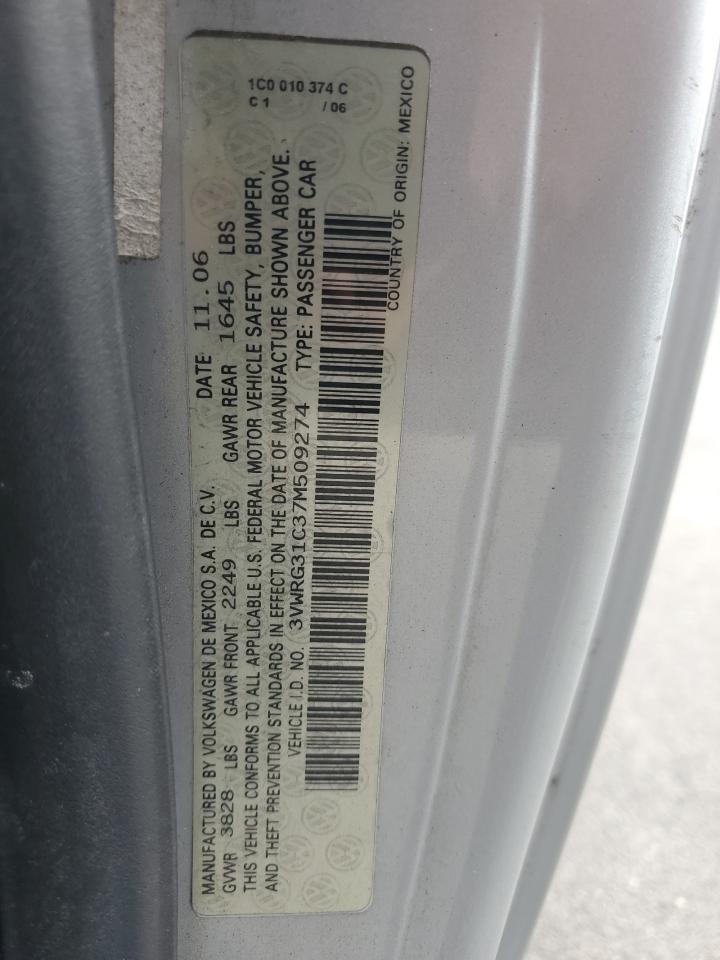 1C0 010 374 C
C 1 / 06
MANUFACTURED BY VOLKSWAGEN DE MEXICO S.A. DE C.V. DATE 11.06
GVWR 3828 LBS GAWR FRONT 2249 LBS GAWR REAR 1645 LBS
THIS VEHICLE CONFORMS TO ALL APPLICABLE U.S. FEDERAL MOTOR VEHICLE SAFETY, BUMPER,
AND THEFT PREVENTION STANDARDS IN EFFECT ON THE DATE OF MANUFACTURE SHOWN ABOVE.
VEHICLE I.D. NO. 3VWRG31C37M509274 TYPE: PASSENGER CAR
COUNTRY OF ORIGIN: MEXICO